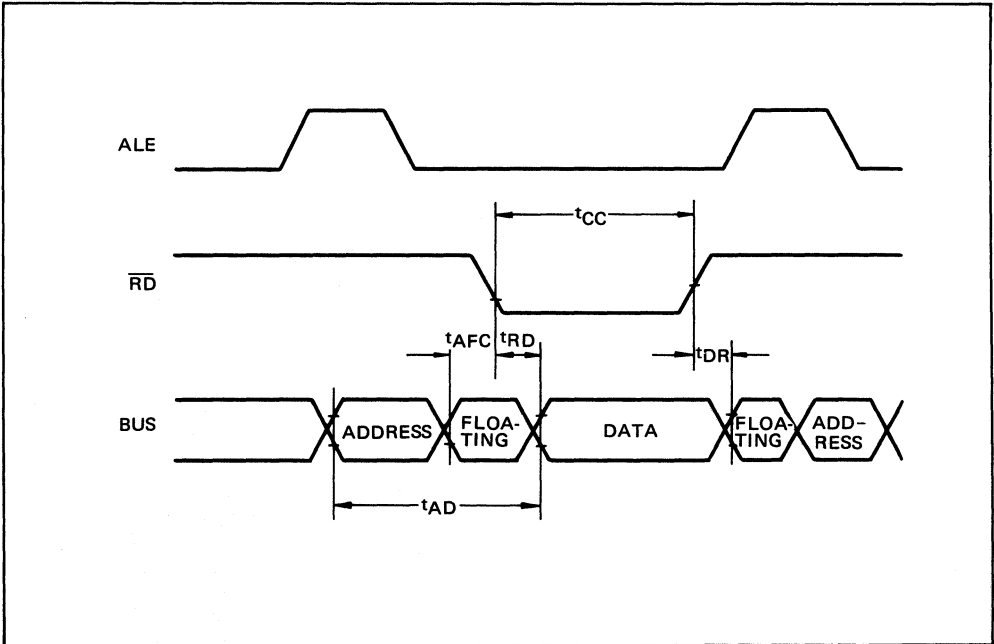 ALE
tCC
RD
tAFC
tRD
tDR
BUS
ADDRESS
FLOA-
TING
DATA
FLOA-
TING
ADD-
RESS
tAD